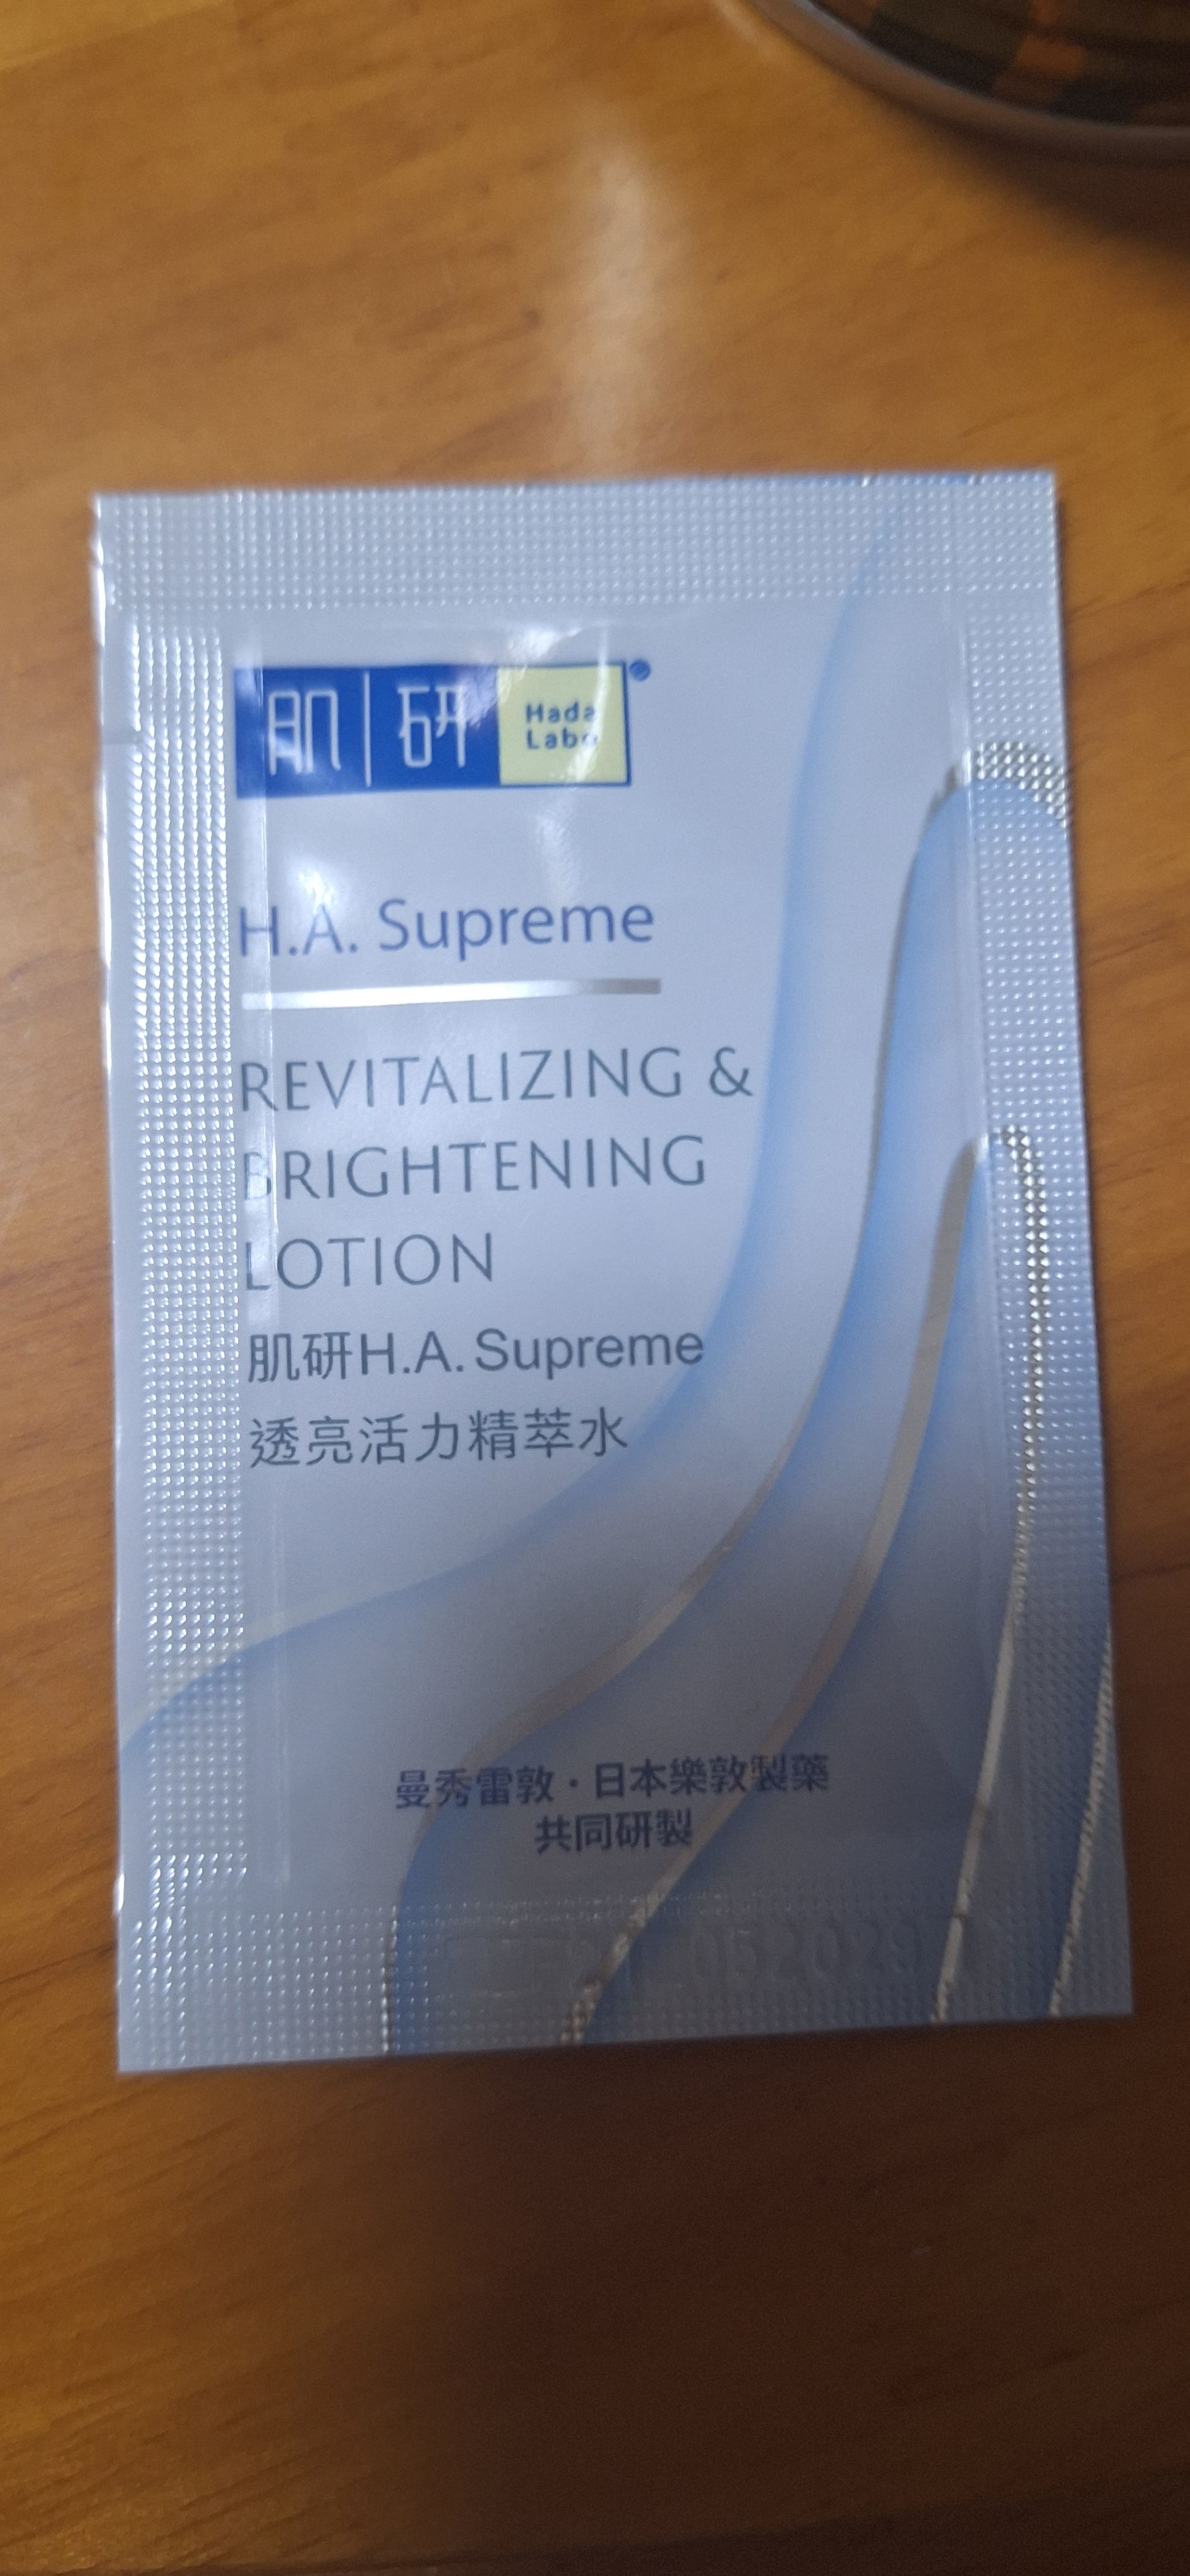 肌研 Hada
Labo
H.A. Supreme
REVITALIZING &
BRIGHTENING
LOTION
肌研H.A. Supreme
透亮活力精萃水
曼秀雷敦·日本樂敦製藥
共同研製